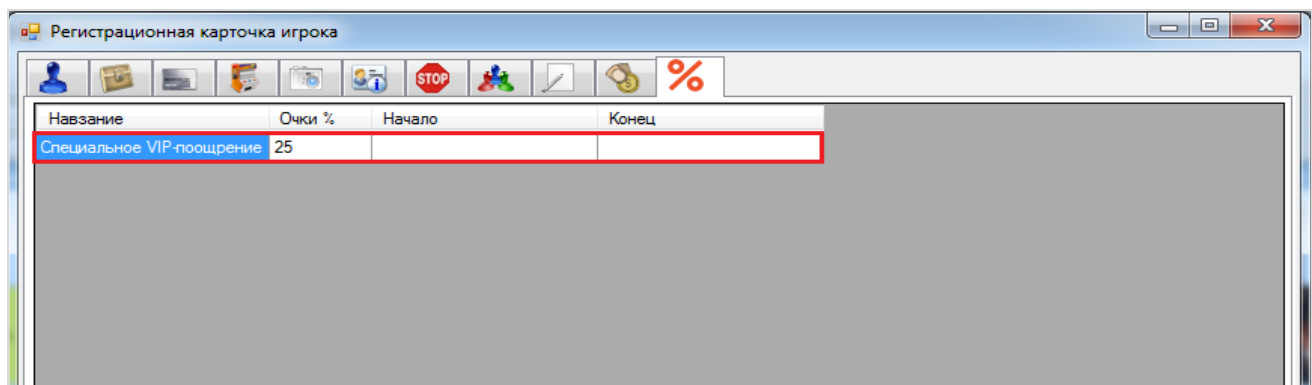 Регистрационная карточка игрока
STOP %
Навзание Очки % Начало Конец
Специальное VIP-поощрение 25